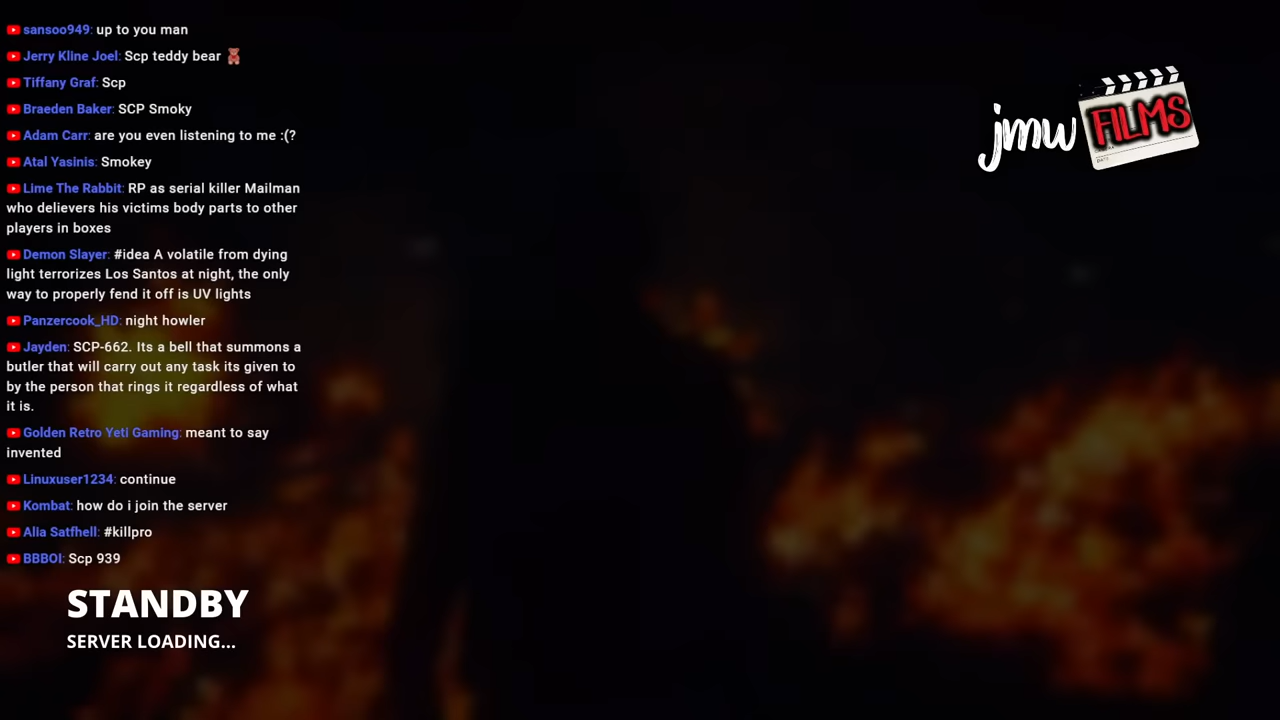 sansoo949: up to you man
Jerry Kline Joel: Scp teddy bear 🧸
Tiffany Graf: Scp
Braeden Baker: SCP Smoky
Adam Carr: are you even listening to me :(?
Atal Yasinis: Smokey
Lime The Rabbit: RP as serial killer Mailman
who delievers his victims body parts to other
players in boxes
Demon Slayer: #idea A volatile from dying
light terrorizes Los Santos at night, the only
way to properly fend it off is UV lights
Panzercook_HD: night howler
Jayden: SCP-662. Its a bell that summons a
butler that will carry out any task its given to
by the person that rings it regardless of what
it is.
Golden Retro Yeti Gaming: meant to say
invented
Linuxuser1234: continue
Kombat: how do i join the server
Alia Satfhell: #killpro
BBBOI: Scp 939
STANDBY
SERVER LOADING...
jmw FILMS